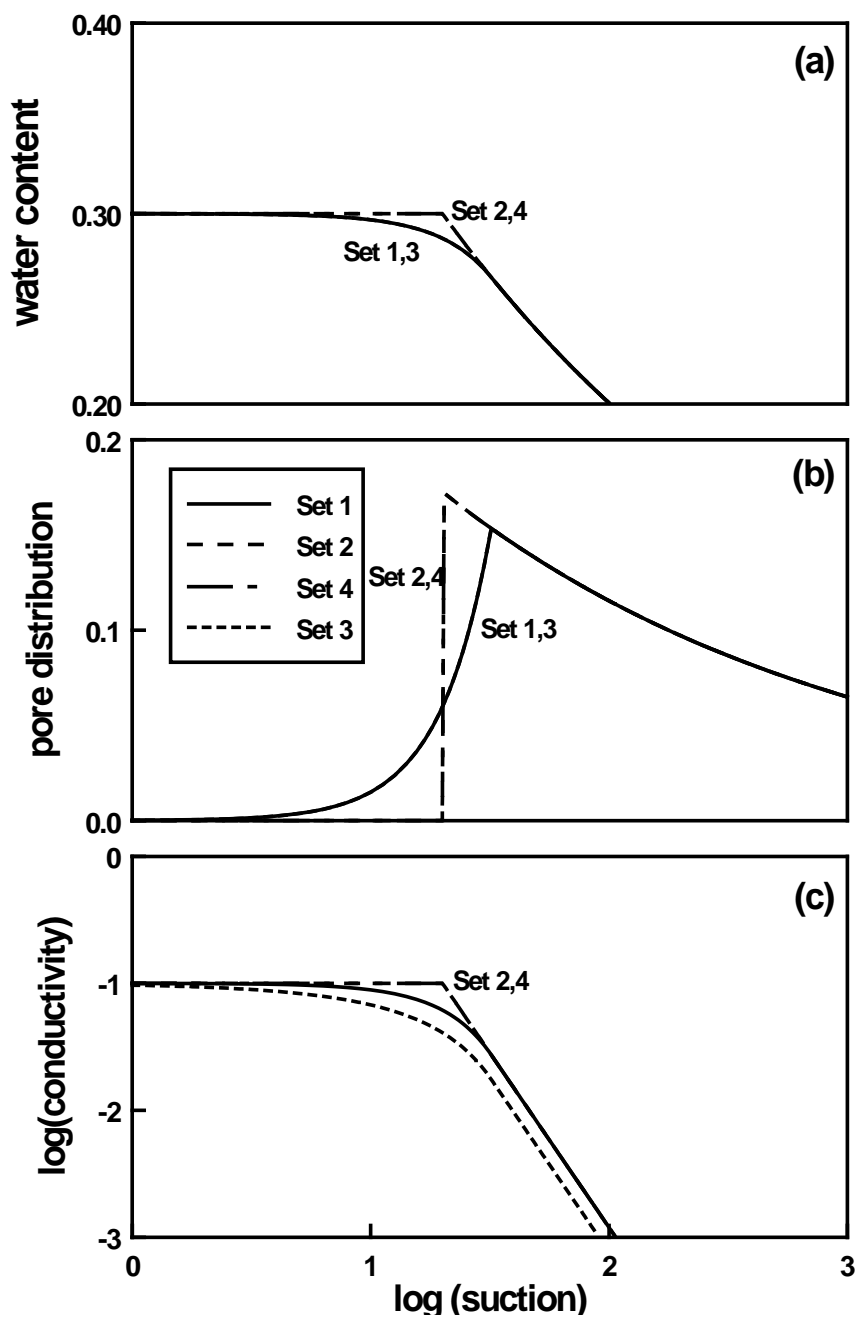 0.40
(a)
water content
0.30
Set 2,4
Set 1,3
0.20
0.2
(b)
pore distribution
Set 1
Set 2
Set 4
Set 3
Set 2,4
Set 1,3
0.1
0.0
0
(c)
log(conductivity)
-1
Set 2,4
-2
-3
0 1 2 3
log (suction)